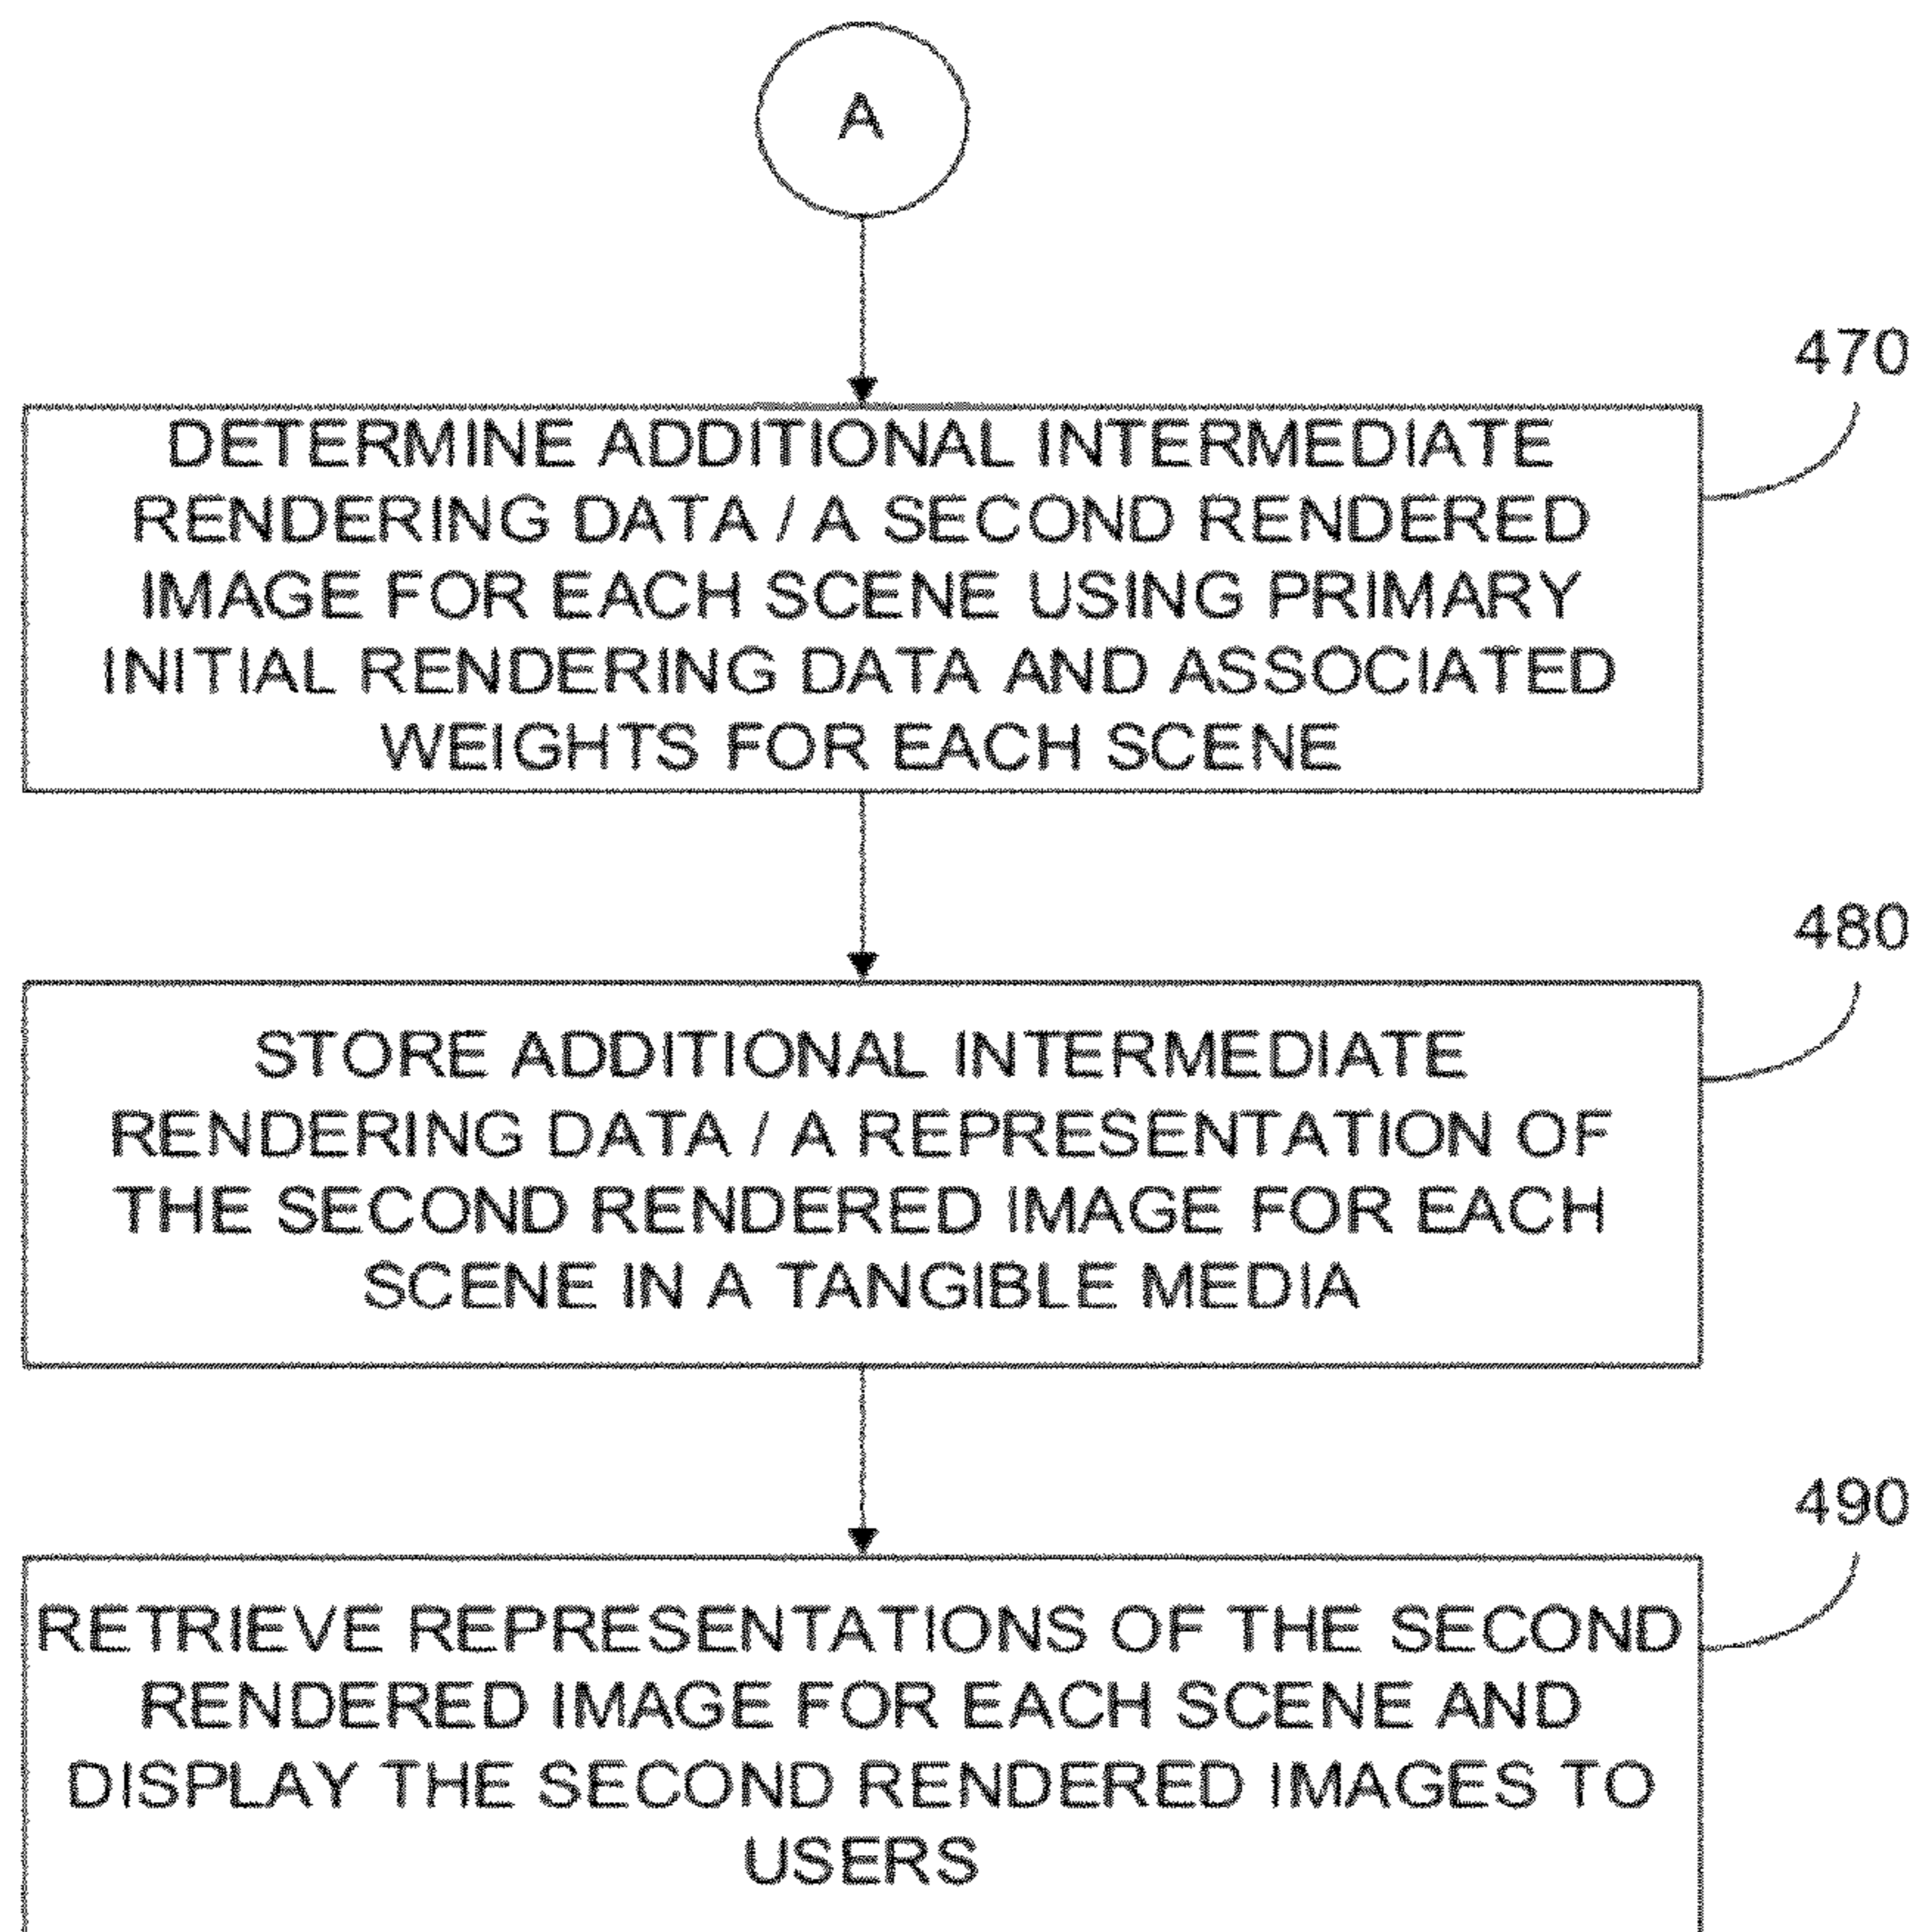 A
470
DETERMINE ADDITIONAL INTERMEDIATE
RENDERING DATA / A SECOND RENDERED
IMAGE FOR EACH SCENE USING PRIMARY
INITIAL RENDERING DATA AND ASSOCIATED
WEIGHTS FOR EACH SCENE
480
STORE ADDITIONAL INTERMEDIATE
RENDERING DATA / A REPRESENTATION OF
THE SECOND RENDERED IMAGE FOR EACH
SCENE IN A TANGIBLE MEDIA
490
RETRIEVE REPRESENTATIONS OF THE SECOND
RENDERED IMAGE FOR EACH SCENE AND
DISPLAY THE SECOND RENDERED IMAGES TO
USERS